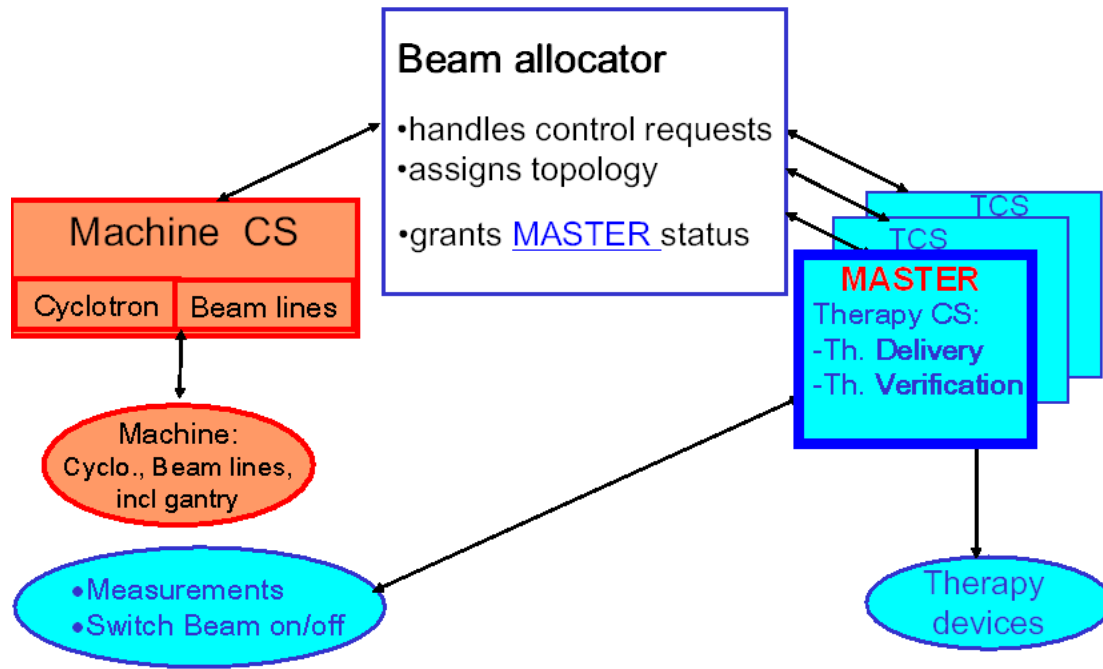 Beam allocator
•handles control requests
•assigns topology
•grants MASTER status
Machine CS
Cyclotron
Beam lines
Machine:
Cyclo., Beam lines,
incl gantry
•Measurements
•Switch Beam on/off
TCS
TCS
MASTER
Therapy CS:
-Th. Delivery
-Th. Verification
Therapy
devices